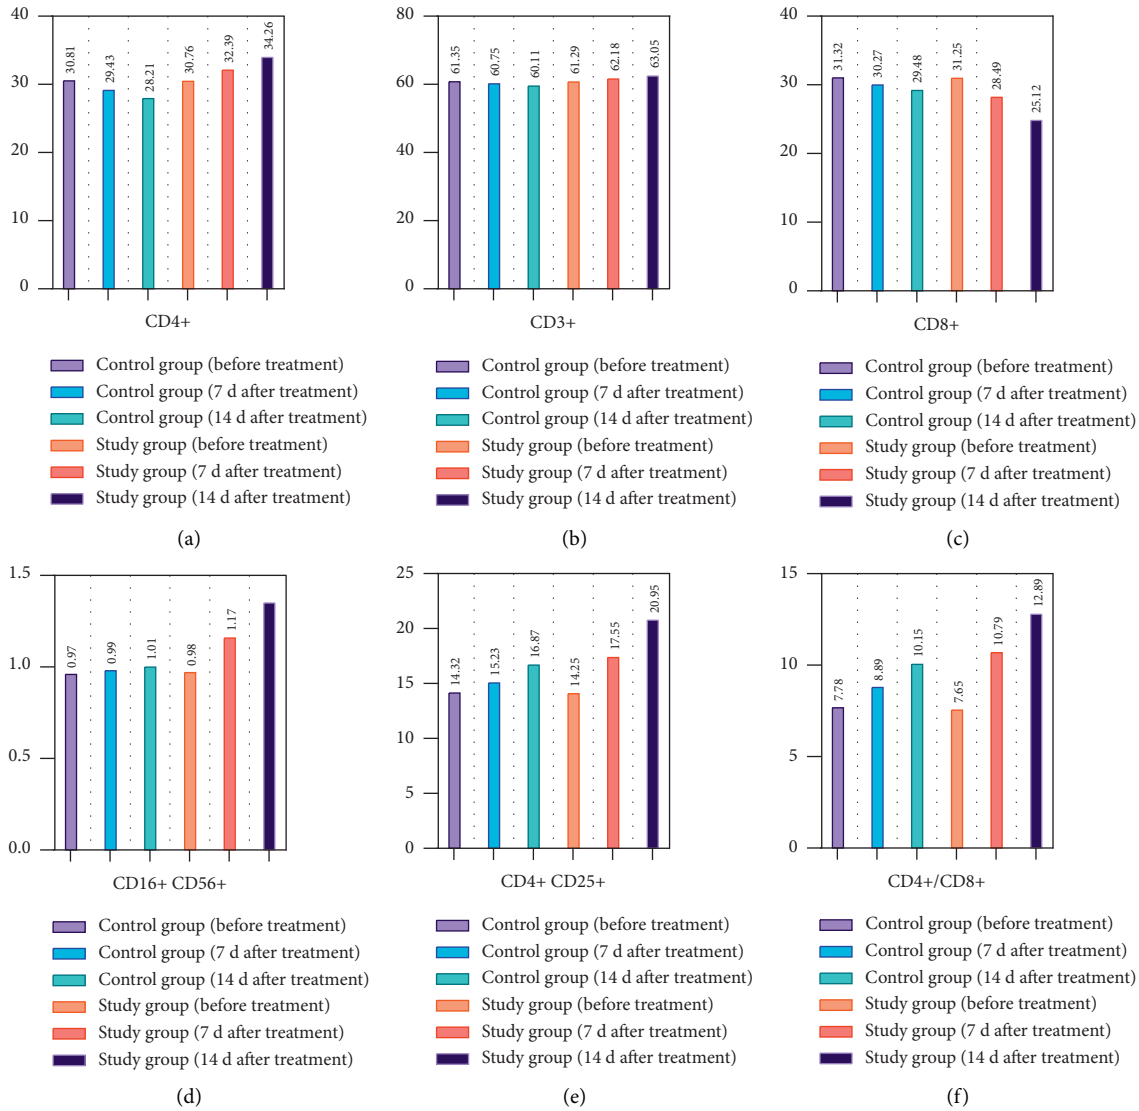 40
30
20
10
0
30.81
29.43
28.21
30.76
32.39
34.26
CD4+
Control group (before treatment)
Control group (7 d after treatment)
Control group (14 d after treatment)
Study group (before treatment)
Study group (7 d after treatment)
Study group (14 d after treatment)
(a)
80
60
40
20
0
61.35
60.75
60.11
61.29
62.18
63.05
CD3+
Control group (before treatment)
Control group (7 d after treatment)
Control group (14 d after treatment)
Study group (before treatment)
Study group (7 d after treatment)
Study group (14 d after treatment)
(b)
40
30
20
10
0
31.32
30.27
29.48
31.25
28.49
25.12
CD8+
Control group (before treatment)
Control group (7 d after treatment)
Control group (14 d after treatment)
Study group (before treatment)
Study group (7 d after treatment)
Study group (14 d after treatment)
(c)
1.5
1.0
0.5
0.0
0.97
0.99
1.01
0.98
1.17
CD16+ CD56+
Control group (before treatment)
Control group (7 d after treatment)
Control group (14 d after treatment)
Study group (before treatment)
Study group (7 d after treatment)
Study group (14 d after treatment)
(d)
25
20
15
10
5
0
14.32
15.23
16.87
14.25
17.55
20.95
CD4+ CD25+
Control group (before treatment)
Control group (7 d after treatment)
Control group (14 d after treatment)
Study group (before treatment)
Study group (7 d after treatment)
Study group (14 d after treatment)
(e)
15
10
5
0
7.78
8.89
10.15
7.65
10.79
12.89
CD4+/CD8+
Control group (before treatment)
Control group (7 d after treatment)
Control group (14 d after treatment)
Study group (before treatment)
Study group (7 d after treatment)
Study group (14 d after treatment)
(f)